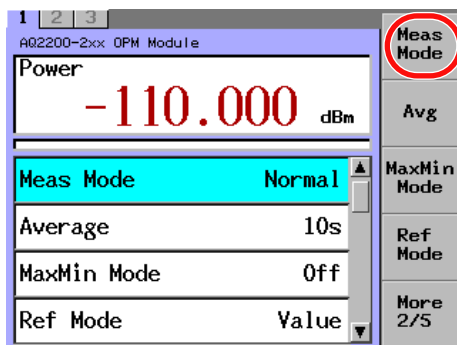 1 2 3
AQ2200-2xx OPM Module
Power
-110.000 dBm
Meas Mode Normal
Average 10s
MaxMin Mode Off
Ref Mode Value
Meas
Mode
Avg
MaxMin
Mode
Ref
Mode
More
2/5